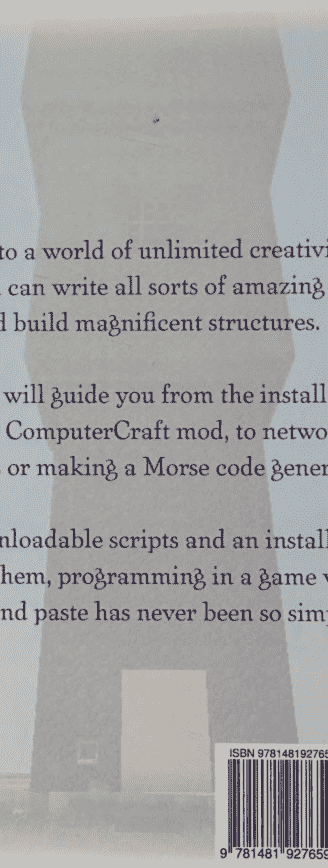 to a world of unlimited creativi
can write all sorts of amazing
d build magnificent structures.
will guide you from the install
ComputerCraft mod, to netwo
or making a Morse code gener
nloadable scripts and an install
hem, programming in a game v
nd paste has never been so simp
ISBN 97814819276
9 781481 927659